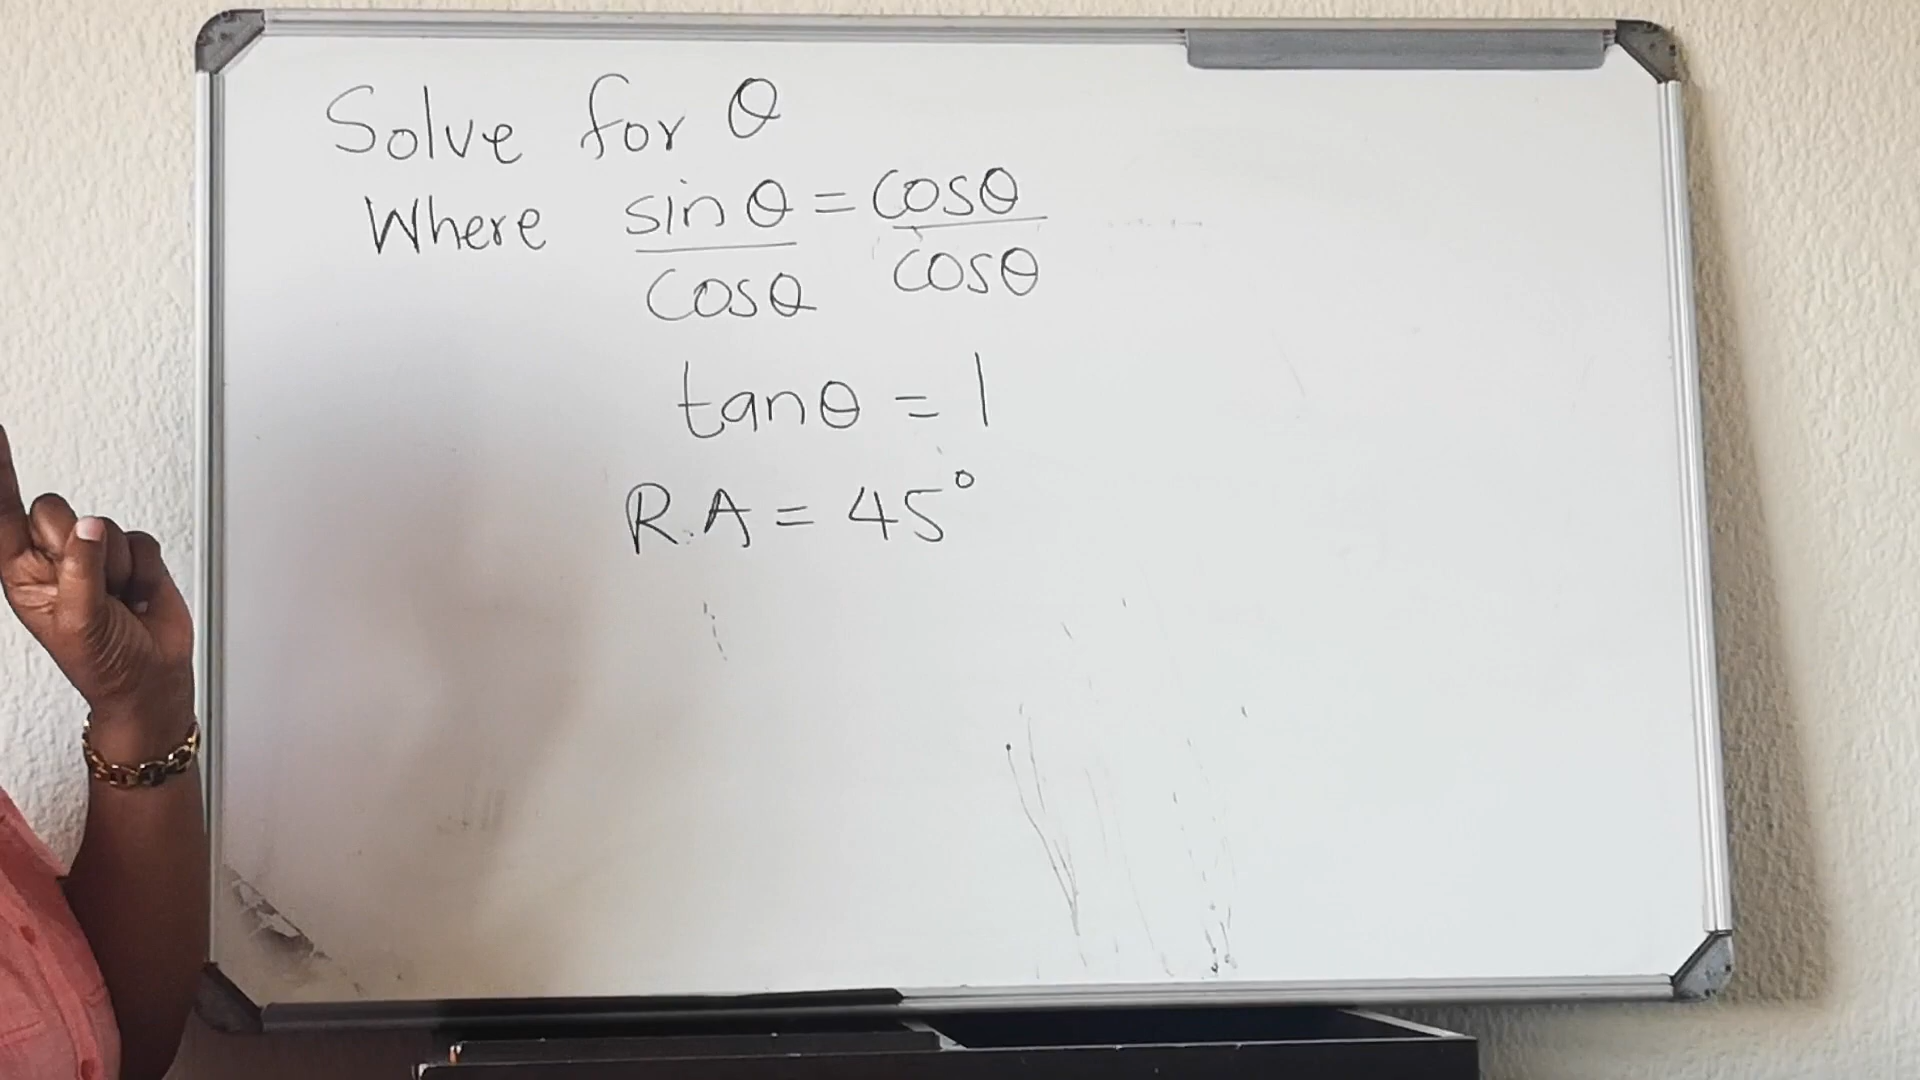 Solve for θ
Where sinθ = cosθ
cosθ cosθ
tanθ = 1
R.A = 45°